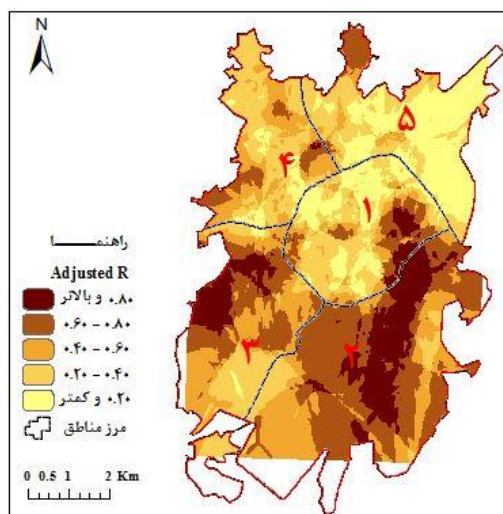 N
۵
۴
۱
۳
۲
راهنمـــــــا
Adjusted R
۰.۸۰ و بالاتر
۰.۶۰ – ۰.۸۰
۰.۴۰ – ۰.۶۰
۰.۲۰ – ۰.۴۰
۰.۲۰ و کمتر
مرز مناطق
0 0.5 1 2 Km